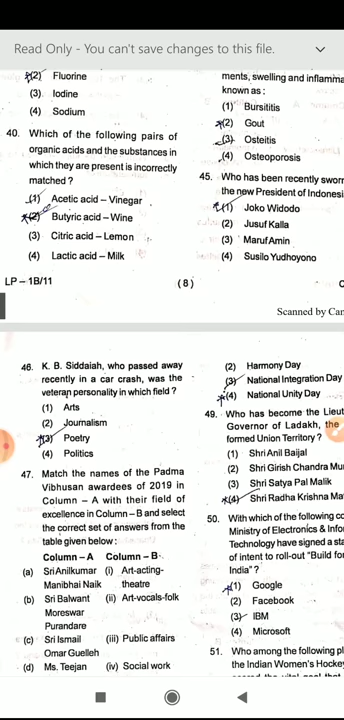 Read Only - You can't save changes to this file.
(2) Fluorine
(3) Iodine
(4) Sodium
40. Which of the following pairs of
organic acids and the substances in
which they are present is incorrectly
matched ?
(1) Acetic acid – Vinegar
(2) Butyric acid – Wine
(3) Citric acid – Lemon
(4) Lactic acid – Milk
LP – 1B/11
(8)
ments, swelling and inflamma
known as :
(1) Bursititis
(2) Gout
(3) Osteitis
(4) Osteoporosis
45. Who has been recently sworn
the new President of Indonesi
(1) Joko Widodo
(2) Jusuf Kalla
(3) Maruf Amin
(4) Susilo Yudhoyono
Scanned by Cam
46. K. B. Siddaiah, who passed away
recently in a car crash, was the
veteran personality in which field ?
(1) Arts
(2) Journalism
(3) Poetry
(4) Politics
47. Match the names of the Padma
Vibhusan awardees of 2019 in
Column – A with their field of
excellence in Column – B and select
the correct set of answers from the
table given below :
Column – A Column – B
(a) Sri Anilkumar (i) Art-acting-
Manibhai Naik theatre
(b) Sri Balwant (ii) Art-vocals-folk
Moreswar
Purandare
(c) Sri Ismail (iii) Public affairs
Omar Guelleh
(d) Ms. Teejan (iv) Social work
(2) Harmony Day
(3) National Integration Day
(4) National Unity Day
49. Who has become the Lieut
Governor of Ladakh, the
formed Union Territory ?
(1) Shri Anil Baijal
(2) Shri Girish Chandra Mur
(3) Shri Satya Pal Malik
(4) Shri Radha Krishna Mat
50. With which of the following co
Ministry of Electronics & Infor
Technology have signed a sta
of intent to roll-out "Build fo
India" ?
(1) Google
(2) Facebook
(3) IBM
(4) Microsoft
51. Who among the following pl
the Indian Women's Hockey